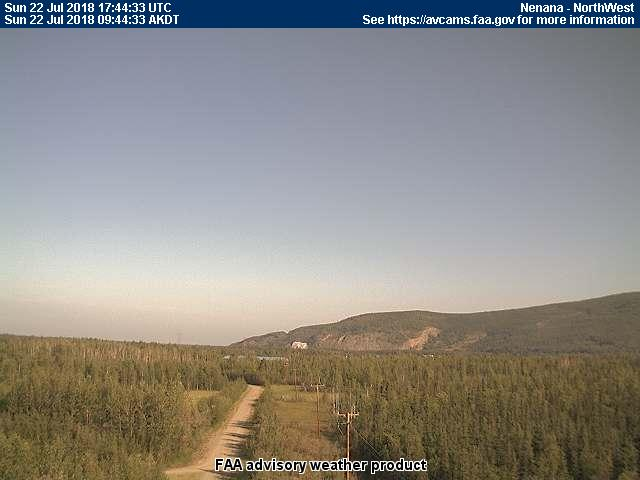 Sun 22 Jul 2018 17:44:33 UTC
Nenana - NorthWest
Sun 22 Jul 2018 09:44:33 AKDT
See https://avcams.faa.gov for more information
FAA advisory weather product